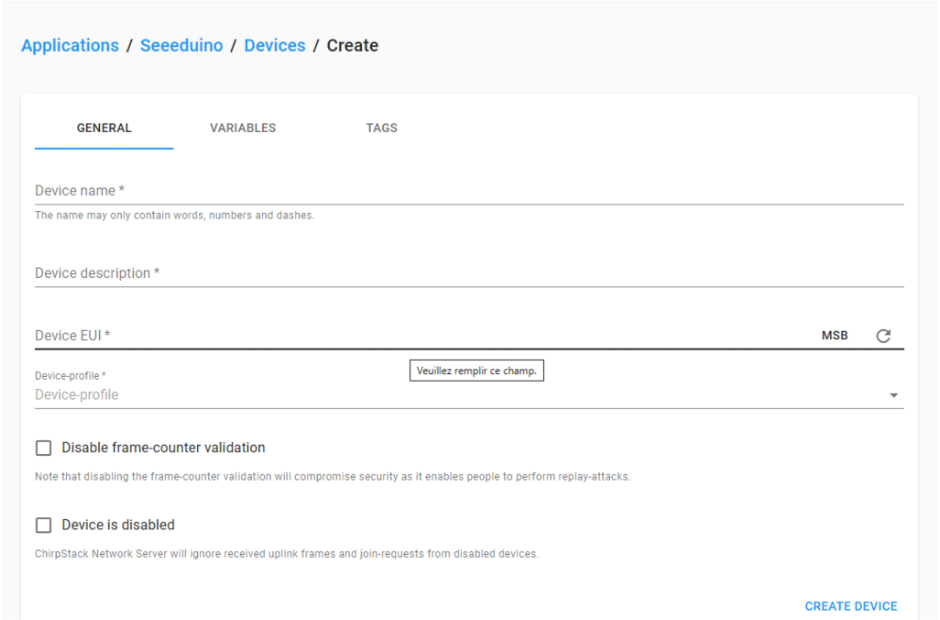 Applications / Seeeduino / Devices / Create
GENERAL VARIABLES TAGS
Device name *
The name may only contain words, numbers and dashes.
Device description *
Device EUI * MSB
Veuillez remplir ce champ.
Device-profile *
Device-profile
Disable frame-counter validation
Note that disabling the frame-counter validation will compromise security as it enables people to perform replay-attacks.
Device is disabled
ChirpStack Network Server will ignore received uplink frames and join-requests from disabled devices.
CREATE DEVICE